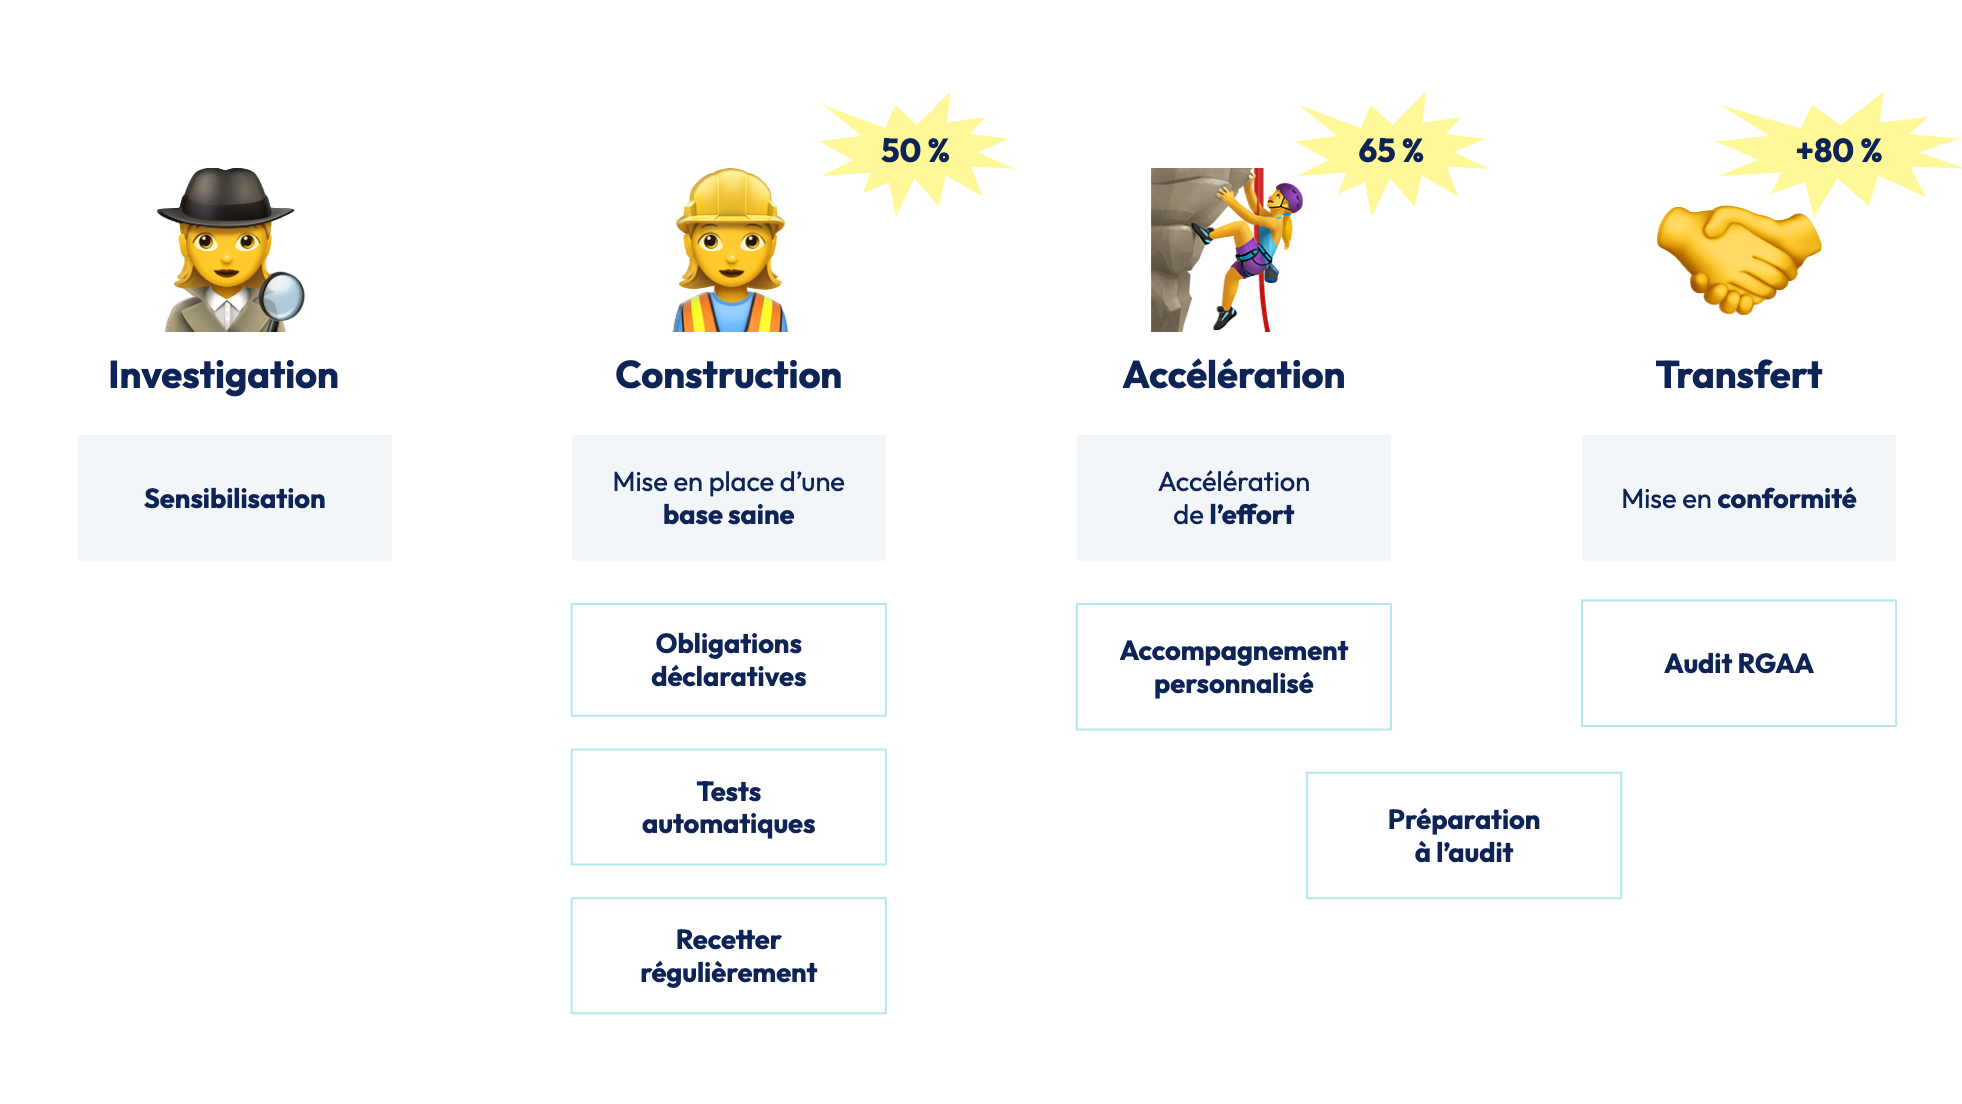 Investigation
Sensibilisation
50 %
Construction
Mise en place d’une
base saine
Obligations
déclaratives
Tests
automatiques
Recetter
régulièrement
65 %
Accélération
Accélération
de l’effort
Accompagnement
personnalisé
Préparation
à l’audit
+80 %
Transfert
Mise en conformité
Audit RGAA